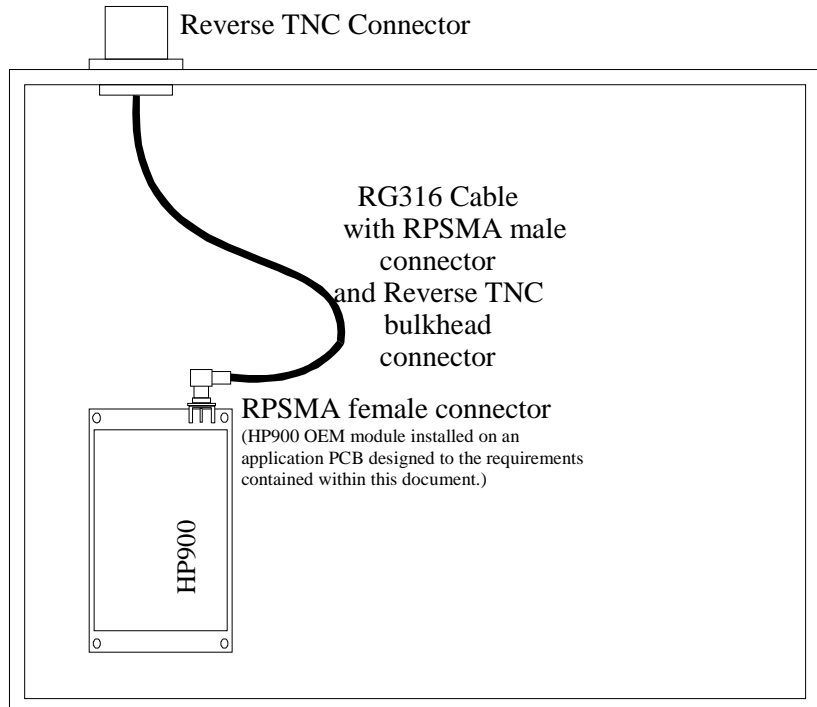 Reverse TNC Connector
RG316 Cable
with RPSMA male
connector
and Reverse TNC
bulkhead
connector
RPSMA female connector
(HP900 OEM module installed on an
application PCB designed to the requirements
contained within this document.)
HP900